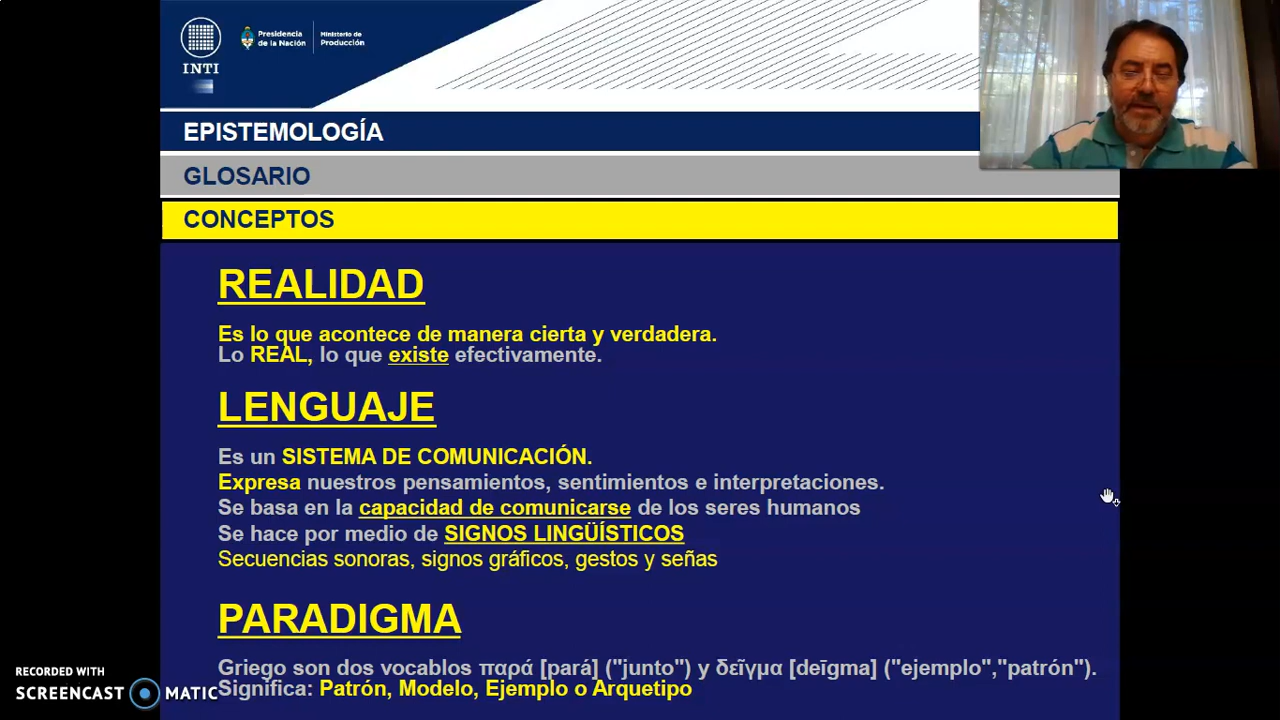 INTI
Presidencia
de la Nación
Ministerio de
Producción
EPISTEMOLOGÍA
GLOSARIO
CONCEPTOS
REALIDAD
Es lo que acontece de manera cierta y verdadera.
Lo REAL, lo que existe efectivamente.
LENGUAJE
Es un SISTEMA DE COMUNICACIÓN.
Expresa nuestros pensamientos, sentimientos e interpretaciones.
Se basa en la capacidad de comunicarse de los seres humanos
Se hace por medio de SIGNOS LINGÜÍSTICOS
Secuencias sonoras, signos gráficos, gestos y señas
PARADIGMA
Griego son dos vocablos παρά [pará] ("junto") y δεῖγμα [deīgma] ("ejemplo","patrón").
Significa: Patrón, Modelo, Ejemplo o Arquetipo
RECORDED WITH
SCREENCAST MATIC